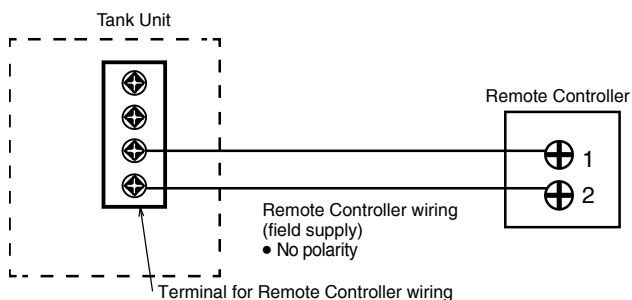 Tank Unit
Remote Controller
1
2
Remote Controller wiring
(field supply)
● No polarity
Terminal for Remote Controller wiring